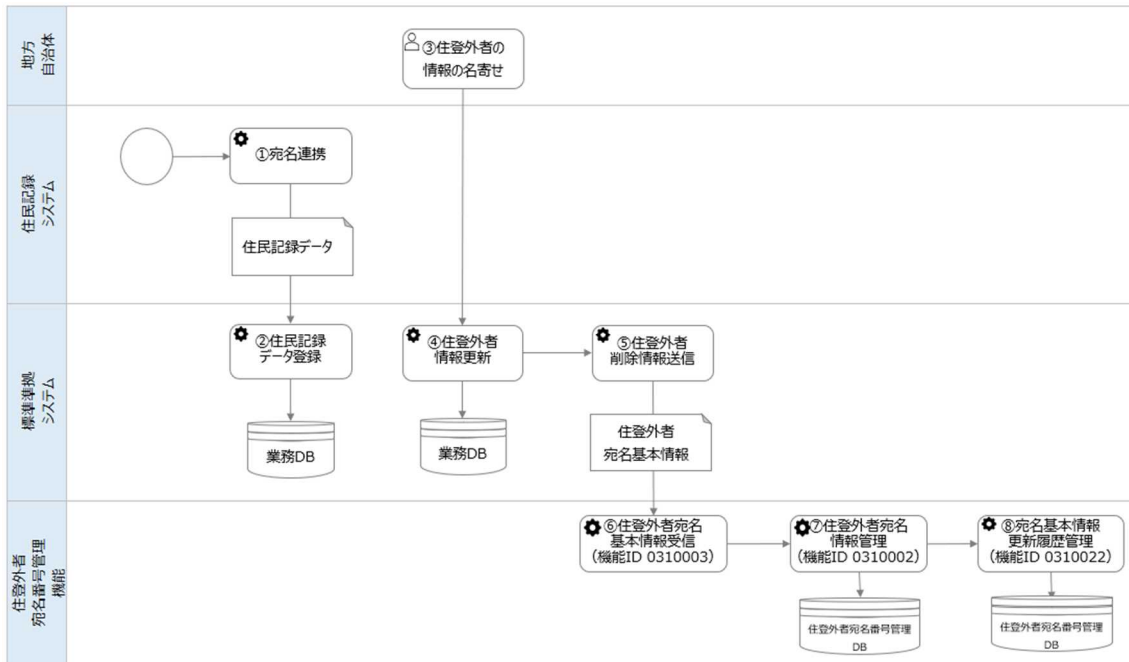 地方
自治体
③住登外者の
情報の名寄せ
住民記録
システム
①宛名連携
住民記録データ
標準準拠
システム
②住民記録
データ登録
業務DB
④住登外者
情報更新
業務DB
⑤住登外者
削除情報送信
住登外者
宛名基本情報
住登外者
宛名番号管理
機能
⑥住登外者宛名
基本情報受信
(機能ID 0310003)
⑦住登外者宛名
情報管理
(機能ID 0310002)
⑧宛名基本情報
更新履歴管理
(機能ID 0310022)
住登外者宛名番号管理
DB
住登外者宛名番号管理
DB